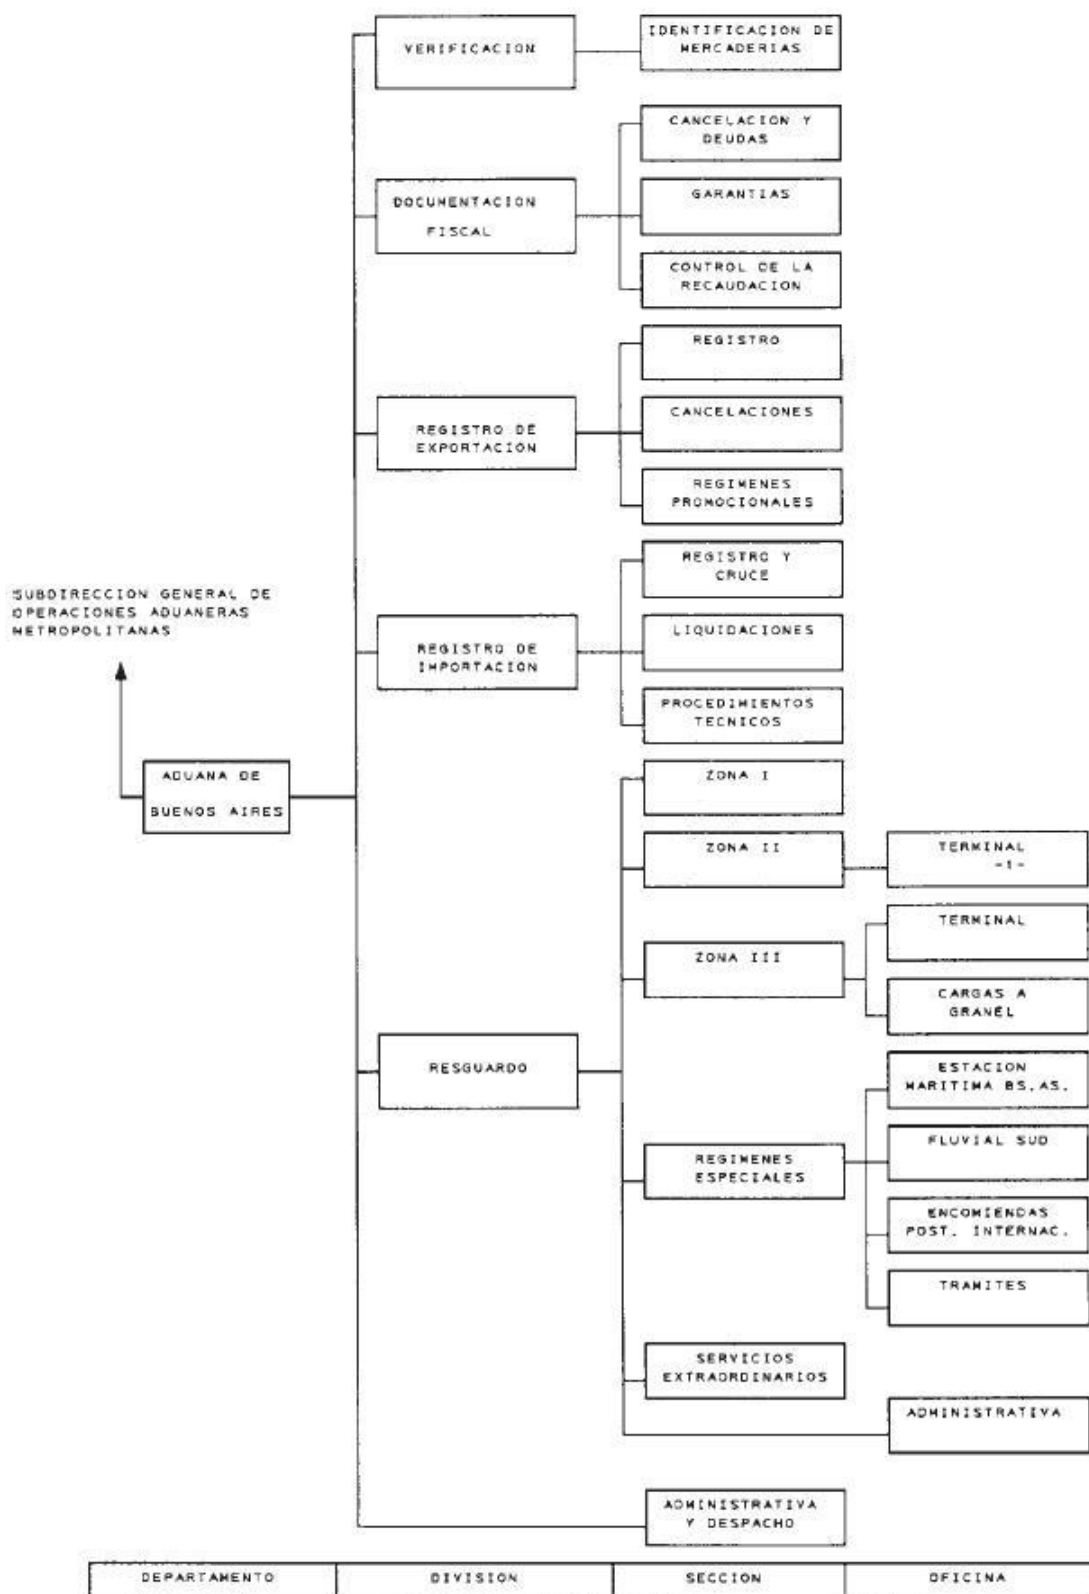 VERIFICACION
IDENTIFICACION DE
MERCADERIAS
CANCELACION Y
DEUDAS
DOCUMENTACION
FISCAL
GARANTIAS
CONTROL DE LA
RECAUDACION
REGISTRO
REGISTRO DE
EXPORTACION
CANCELACIONES
REGIMENES
PROMOCIONALES
REGISTRO Y
CRUCE
SUBDIRECCION GENERAL DE
OPERACIONES ADUANERAS
METROPOLITANAS
REGISTRO DE
IMPORTACION
LIQUIDACIONES
PROCEDIMIENTOS
TECNICOS
ADUANA DE
BUENOS AIRES
ZONA I
ZONA II
TERMINAL
-1-
ZONA III
TERMINAL
CARGAS A
GRANEL
RESGUARDO
ESTACION
MARITIMA BS.AS.
REGIMENES
ESPECIALES
FLUVIAL SUD
ENCOMIENDAS
POST. INTERNAC.
TRAMITES
SERVICIOS
EXTRAORDINARIOS
ADMINISTRATIVA
ADMINISTRATIVA
Y DESPACHO
DEPARTAMENTO DIVISION SECCION OFICINA